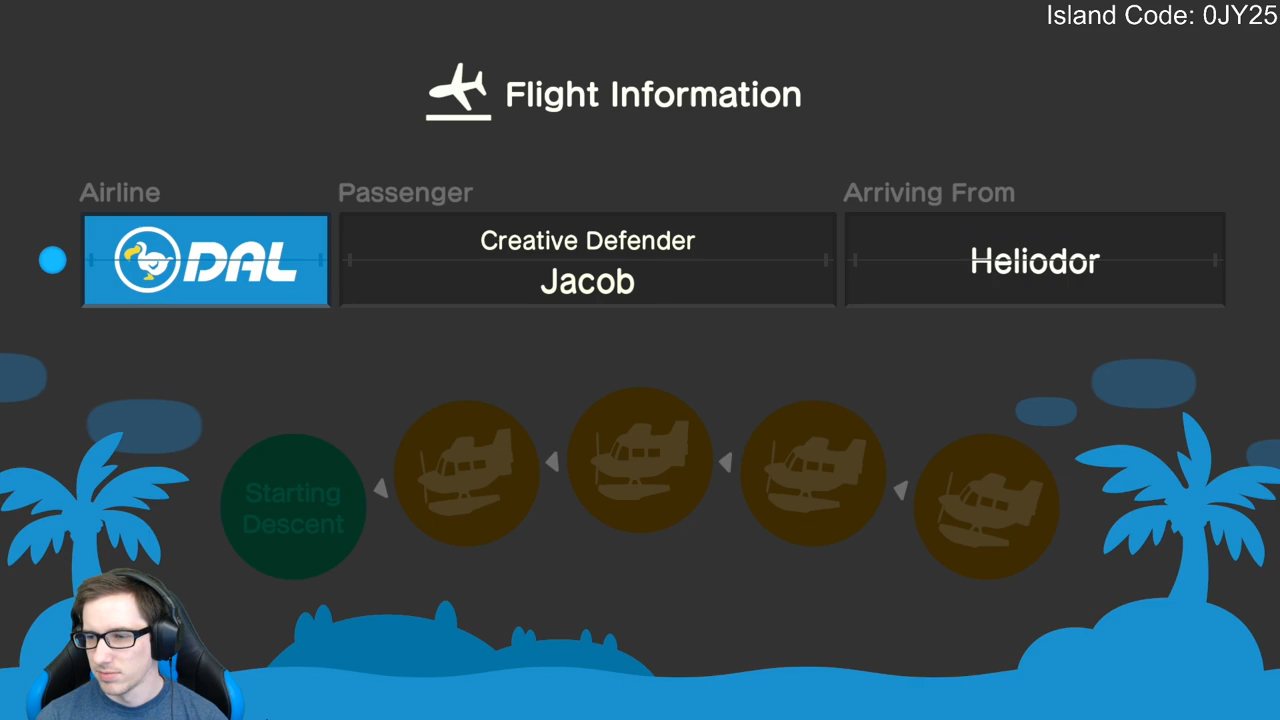 Island Code: 0JY25
Flight Information
Airline
Passenger
Arriving From
DAL
Creative Defender
Jacob
Heliodor
Starting
Descent